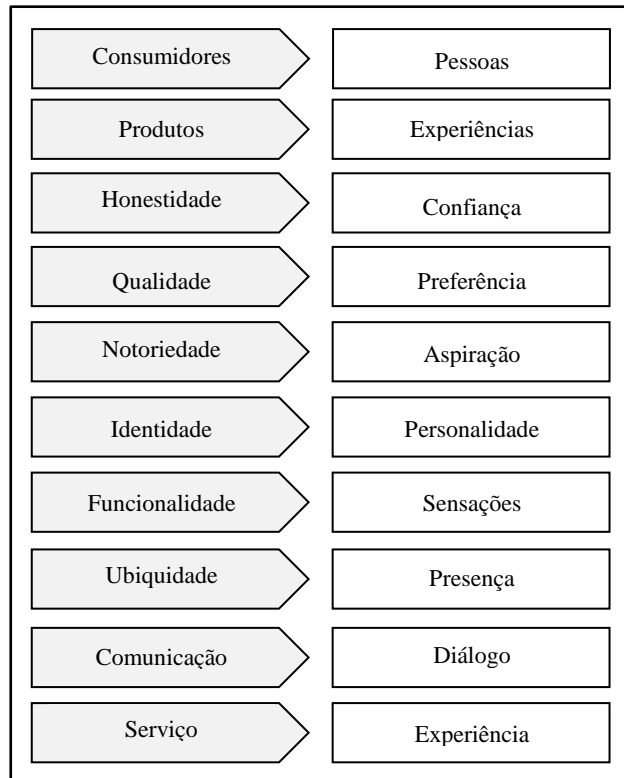 Consumidores
Pessoas
Produtos
Experiências
Honestidade
Confiança
Qualidade
Preferência
Notoriedade
Aspiração
Identidade
Personalidade
Funcionalidade
Sensações
Ubiquidade
Presença
Comunicação
Diálogo
Serviço
Experiência